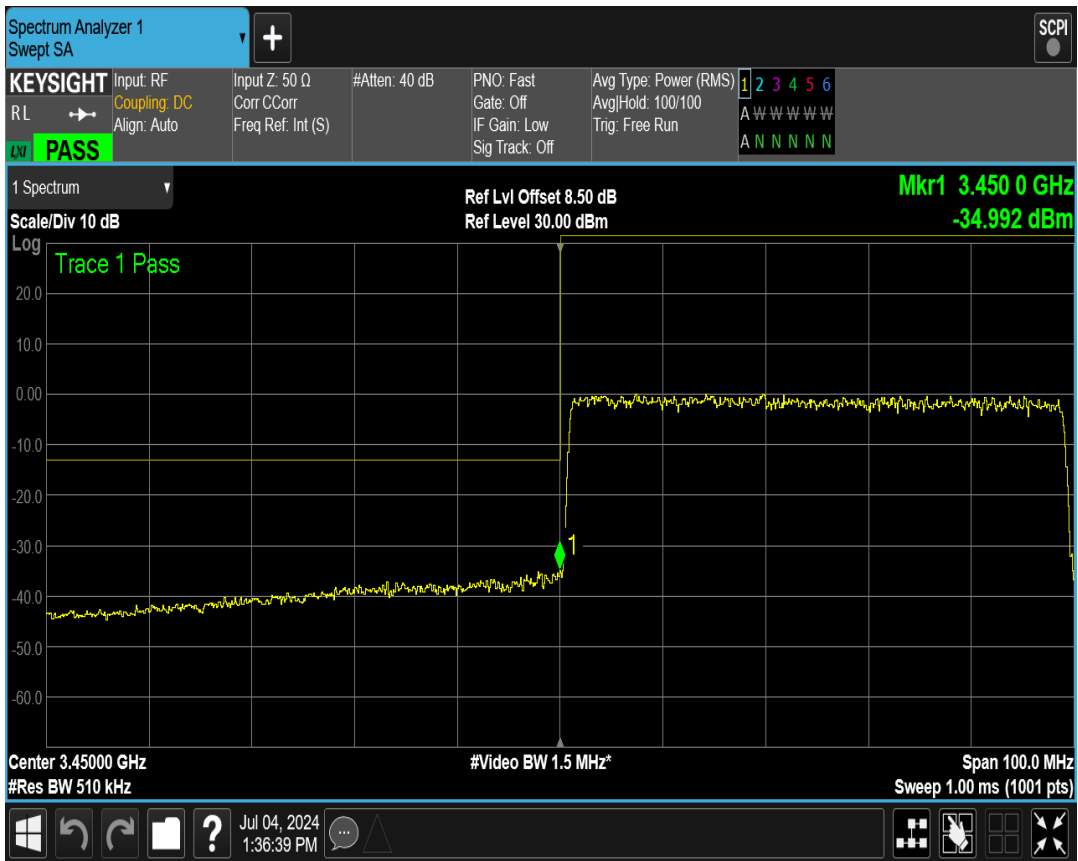 Spectrum Analyzer 1
Swept SA
+
SCPI
KEYSIGHT
RL
LXI PASS
Input: RF
Coupling: DC
Align: Auto
Input Z: 50 Ω
Corr CCorr
Freq Ref: Int (S)
#Atten: 40 dB
PNO: Fast
Gate: Off
IF Gain: Low
Sig Track: Off
Avg Type: Power (RMS)
Avg|Hold: 100/100
Trig: Free Run
1 2 3 4 5 6
A W W W W W
A N N N N N
1 Spectrum
Scale/Div 10 dB
Ref Lvl Offset 8.50 dB
Ref Level 30.00 dBm
Mkr1 3.450 0 GHz
-34.992 dBm
Log
Trace 1 Pass
20.0
10.0
0.00
-10.0
-20.0
-30.0
1
-40.0
-50.0
-60.0
Center 3.45000 GHz
#Video BW 1.5 MHz*
Span 100.0 MHz
#Res BW 510 kHz
Sweep 1.00 ms (1001 pts)
?
Jul 04, 2024
1:36:39 PM